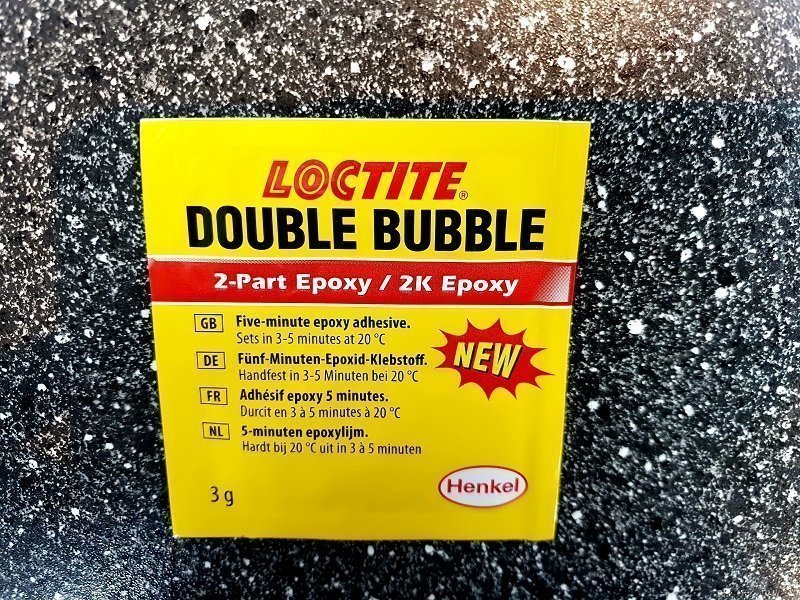 LOCTITE®
DOUBLE BUBBLE
2-Part Epoxy / 2K Epoxy
GB Five-minute epoxy adhesive.
Sets in 3-5 minutes at 20 °C
DE Fünf-Minuten-Epoxid-Klebstoff.
Handfest in 3-5 Minuten bei 20 °C
NEW
FR Adhésif epoxy 5 minutes.
Durcit en 3 à 5 minutes à 20 °C
NL 5-minuten epoxylijm.
Hardt bij 20 °C uit in 3 à 5 minuten
3 g
Henkel